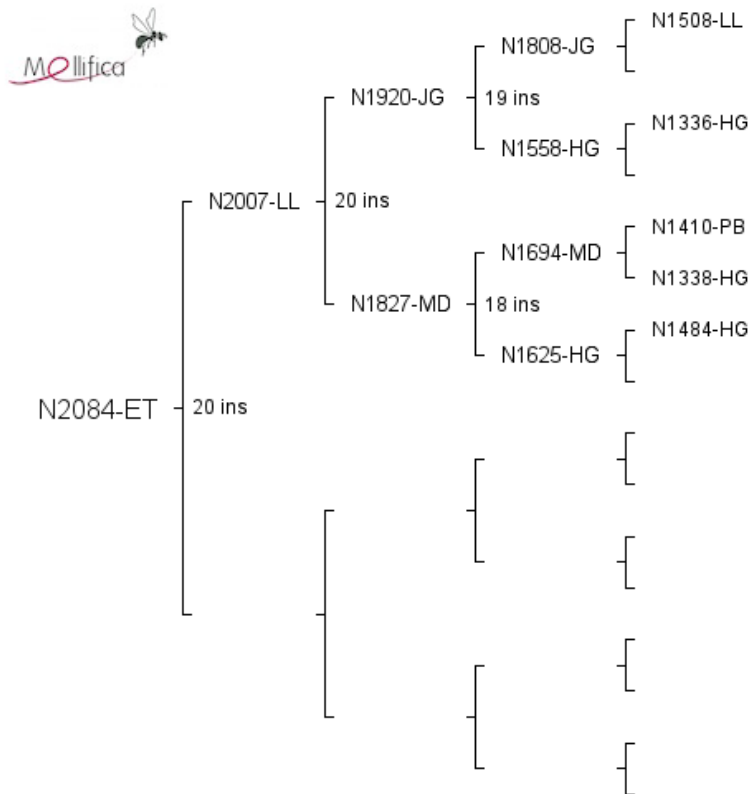 Mellifica
N1508-LL
N1808-JG
N1920-JG
19 ins
N1336-HG
N1558-HG
N2007-LL
20 ins
N1410-PB
N1694-MD
N1338-HG
N1827-MD
18 ins
N1484-HG
N1625-HG
N2084-ET
20 ins